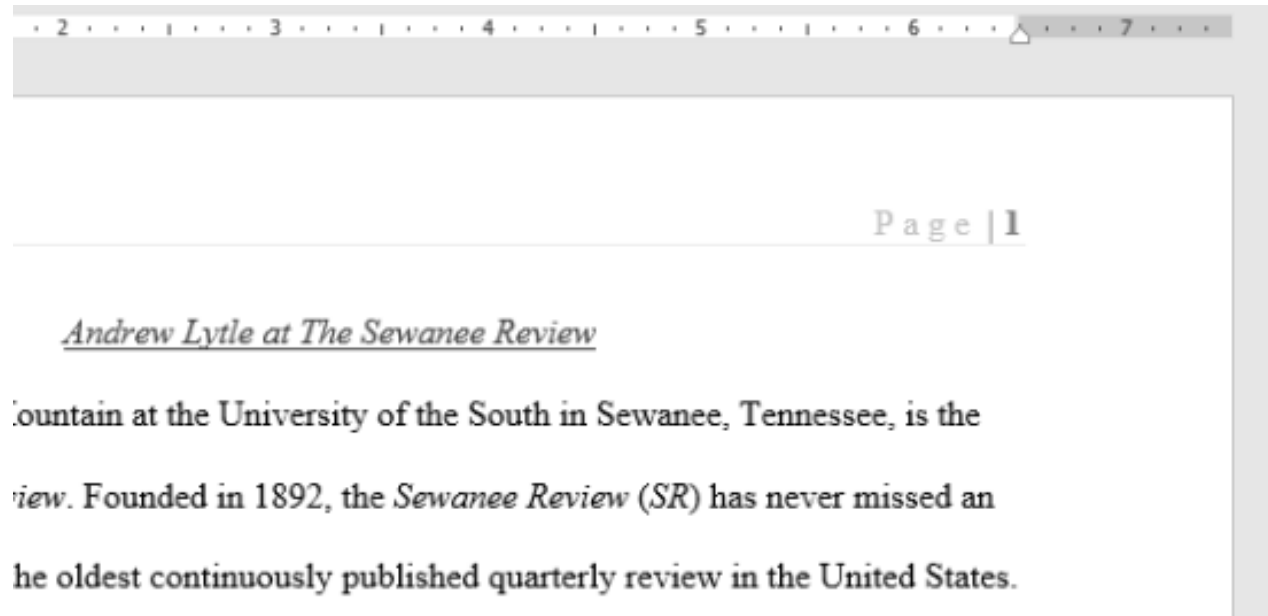 2 3 4 5 6 7
Page | 1
Andrew Lytle at The Sewanee Review
ountain at the University of the South in Sewanee, Tennessee, is the
iew. Founded in 1892, the Sewanee Review (SR) has never missed an
he oldest continuously published quarterly review in the United States.